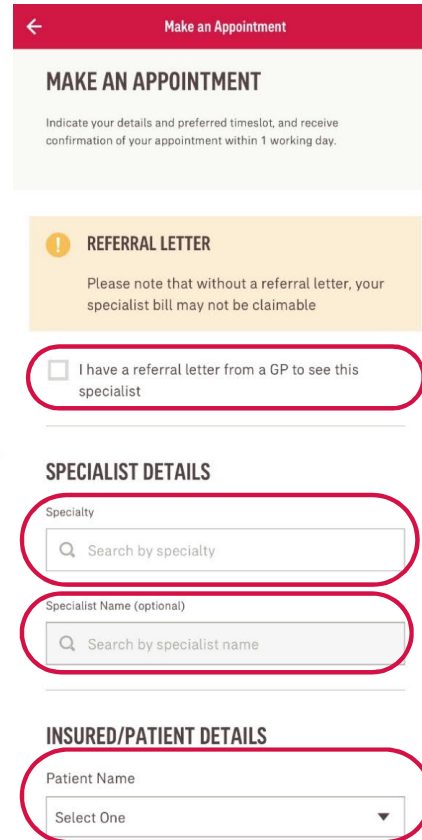 Make an Appointment
MAKE AN APPOINTMENT
Indicate your details and preferred timeslot, and receive
confirmation of your appointment within 1 working day.
REFERRAL LETTER
Please note that without a referral letter, your
specialist bill may not be claimable
I have a referral letter from a GP to see this
specialist
SPECIALIST DETAILS
Specialty
Search by specialty
Specialist Name (optional)
Search by specialist name
INSURED/PATIENT DETAILS
Patient Name
Select One